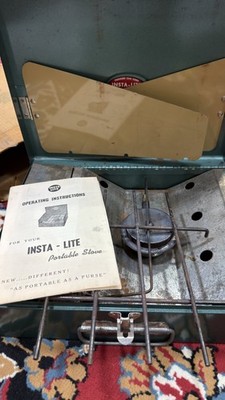 INSTA - LITE
OPERATING INSTRUCTIONS
FOR YOUR
INSTA - LITE
Portable Stove
NEW.....DIFFERENT!
"AS PORTABLE AS A PURSE"